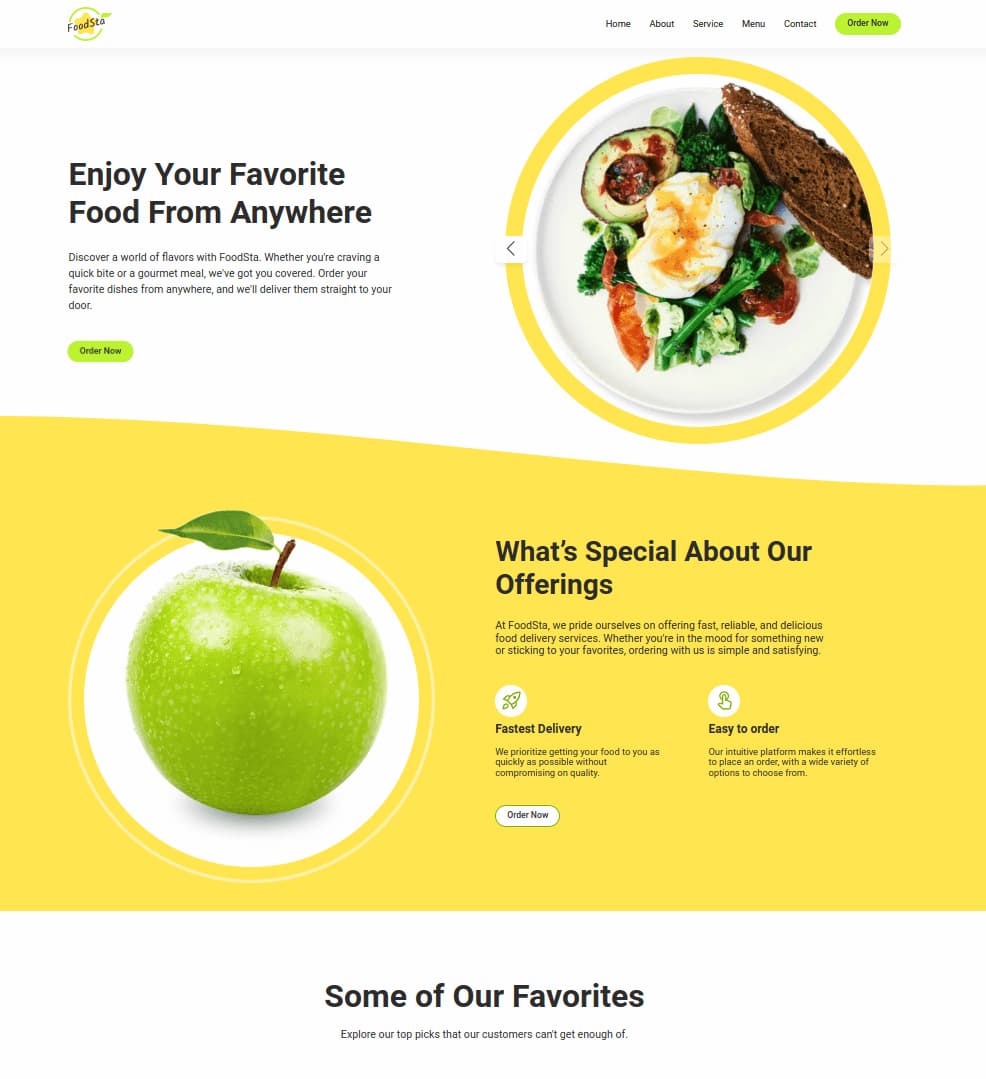 FoodSta
Home About Service Menu Contact Order Now
Enjoy Your Favorite
Food From Anywhere
Discover a world of flavors with FoodSta. Whether you're craving a
quick bite or a gourmet meal, we've got you covered. Order your
favorite dishes from anywhere, and we'll deliver them straight to your
door.
Order Now
What’s Special About Our
Offerings
At FoodSta, we pride ourselves on offering fast, reliable, and delicious
food delivery services. Whether you're in the mood for something new
or sticking to your favorites, ordering with us is simple and satisfying.
Fastest Delivery
We prioritize getting your food to you as
quickly as possible without
compromising on quality.
Easy to order
Our intuitive platform makes it effortless
to place an order, with a wide variety of
options to choose from.
Order Now
Some of Our Favorites
Explore our top picks that our customers can't get enough of.